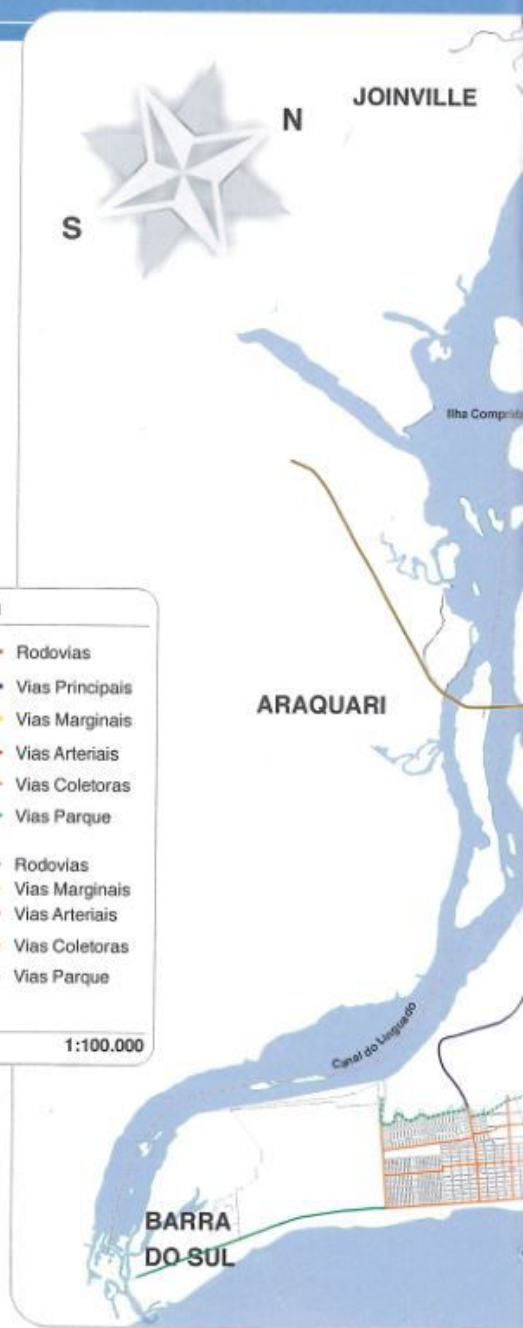 JOINVILLE
N
S
Ilha Comprida
Rodovias
Vias Principais
Vias Marginais
Vias Arteriais
Vias Coletoras
Vias Parque
ARAQUARI
Rodovias
Vias Marginais
Vias Arteriais
Vias Coletoras
Vias Parque
1:100.000
Canal do Linguado
BARRA
DO SUL